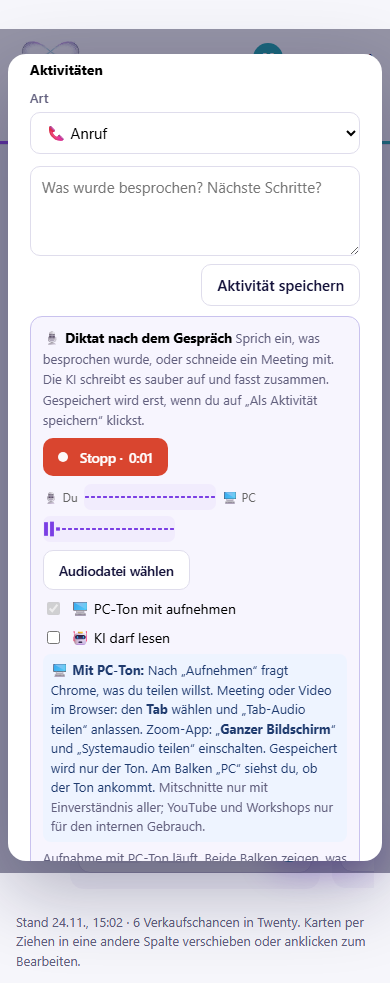 Aktivitäten
Art
Anruf
Was wurde besprochen? Nächste Schritte?
Aktivität speichern
Diktat nach dem Gespräch Sprich ein, was
besprochen wurde, oder schneide ein Meeting mit.
Die KI schreibt es sauber auf und fasst zusammen.
Gespeichert wird erst, wenn du auf „Als Aktivität
speichern“ klickst.
Stopp · 0:01
Du
PC
Audiodatei wählen
PC-Ton mit aufnehmen
KI darf lesen
Mit PC-Ton: Nach „Aufnehmen“ fragt
Chrome, was du teilen willst. Meeting oder Video
im Browser: den Tab wählen und „Tab-Audio
teilen“ anlassen. Zoom-App: „Ganzer Bildschirm“
und „Systemaudio teilen“ einschalten. Gespeichert
wird nur der Ton. Am Balken „PC“ siehst du, ob
der Ton ankommt. Mitschnitte nur mit
Einverständnis aller; YouTube und Workshops nur
für den internen Gebrauch.
Aufnahme mit PC-Ton läuft. Beide Balken zeigen, was
Stand 24.11., 15:02 · 6 Verkaufschancen in Twenty. Karten per
Ziehen in eine andere Spalte verschieben oder anklicken zum
Bearbeiten.